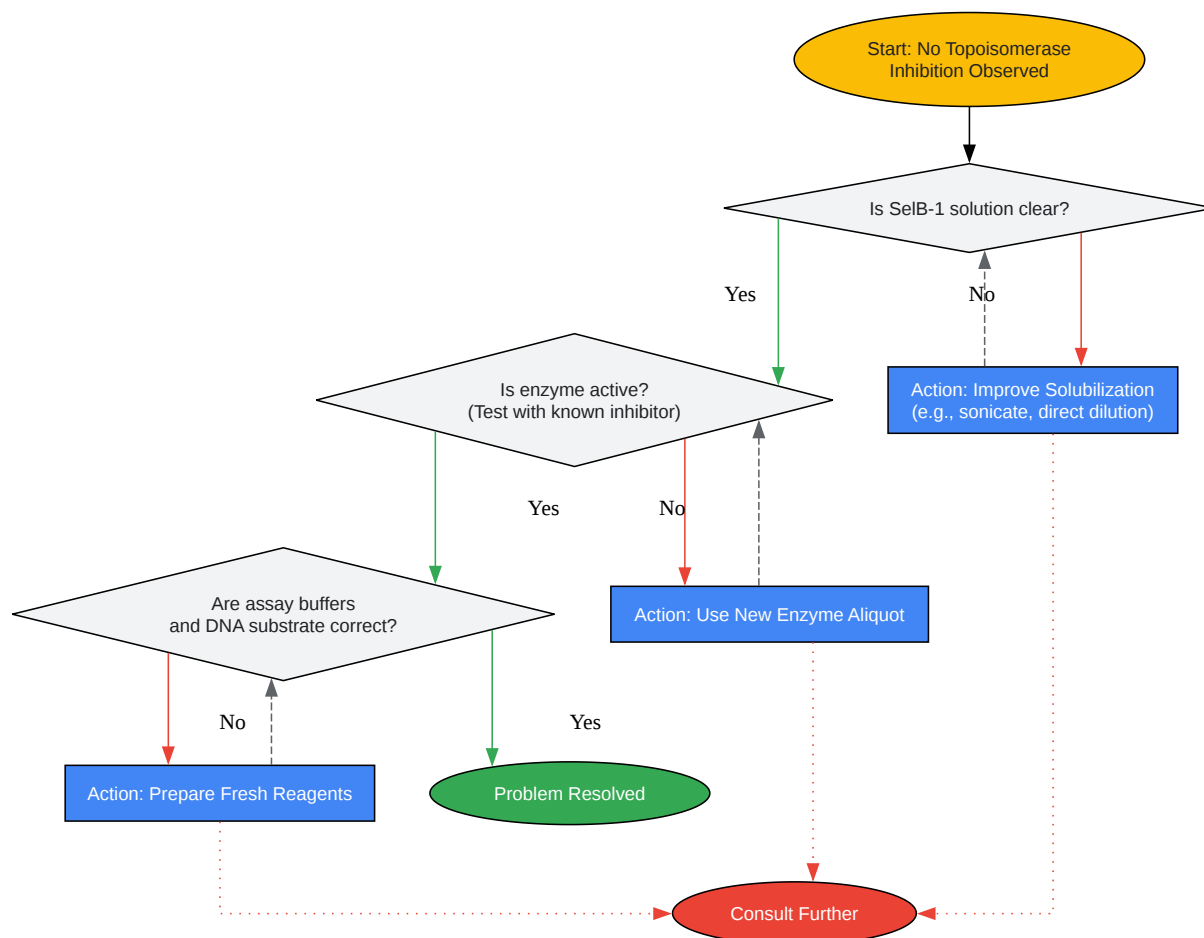 Start: No Topoisomerase
Inhibition Observed
Is SelB-1 solution clear?
Yes
No
Is enzyme active?
(Test with known inhibitor)
Action: Improve Solubilization
(e.g., sonicate, direct dilution)
Yes
No
Are assay buffers
and DNA substrate correct?
Action: Use New Enzyme Aliquot
No
Yes
Action: Prepare Fresh Reagents
Problem Resolved
Consult Further